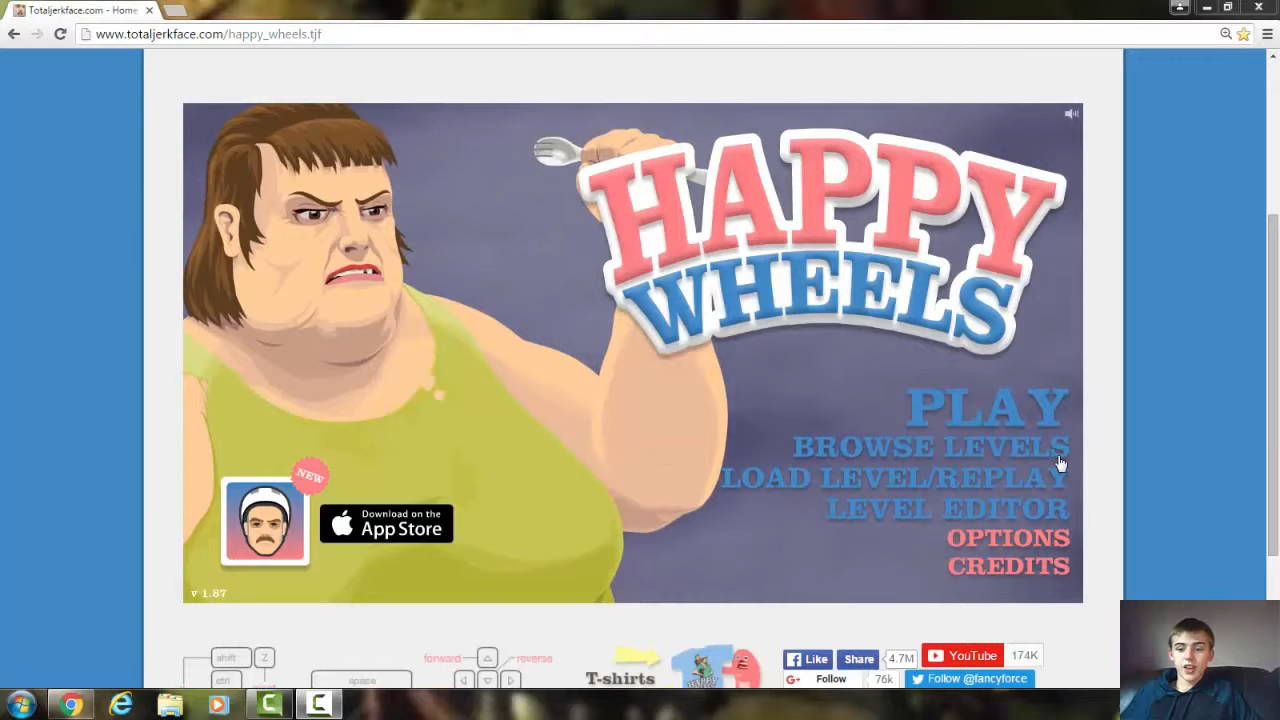 Totaljerkface.com - Home
www.totaljerkface.com/happy_wheels.tjf
HAPPY
WHEELS
PLAY
BROWSE LEVELS
LOAD LEVEL/REPLAY
LEVEL EDITOR
OPTIONS
CREDITS
NEW
Download on the
App Store
v 1.87
shift
Z
ctrl
space
forward
reverse
T-shirts
HAPPY
Like
Share
4.7M
YouTube
174K
G+
Follow
76k
Follow @fancyforce